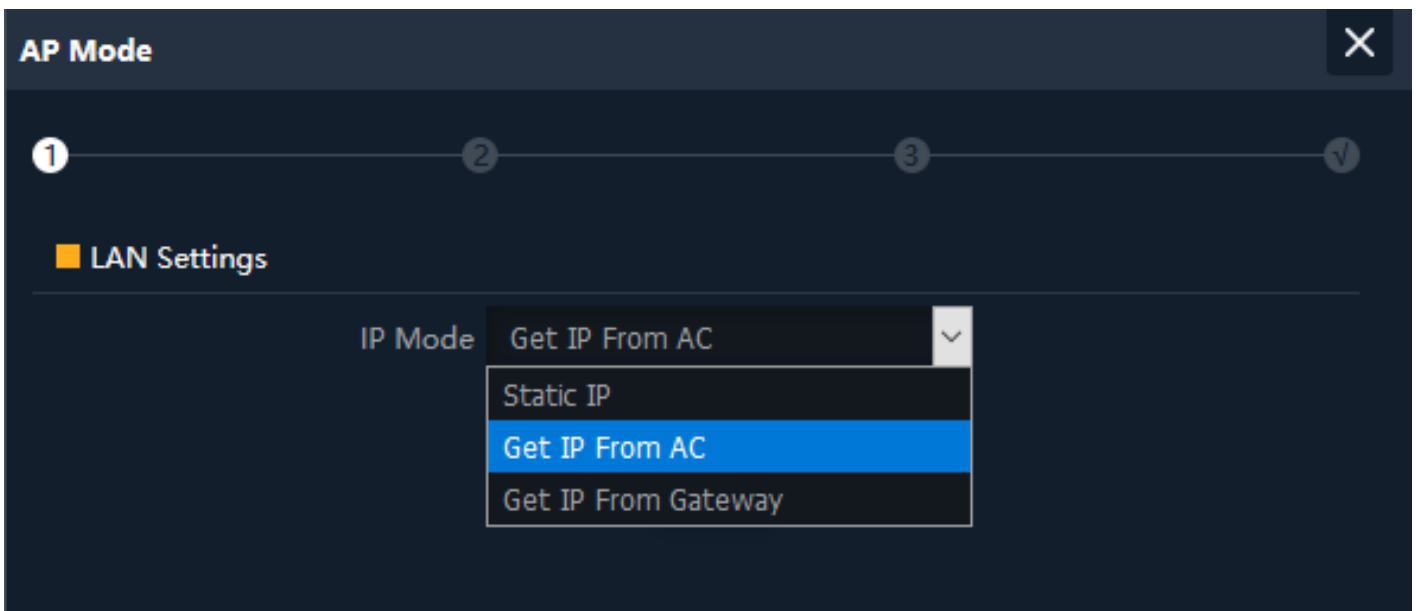 AP Mode
1 2 3 √
LAN Settings
IP Mode Get IP From AC
Static IP
Get IP From AC
Get IP From Gateway